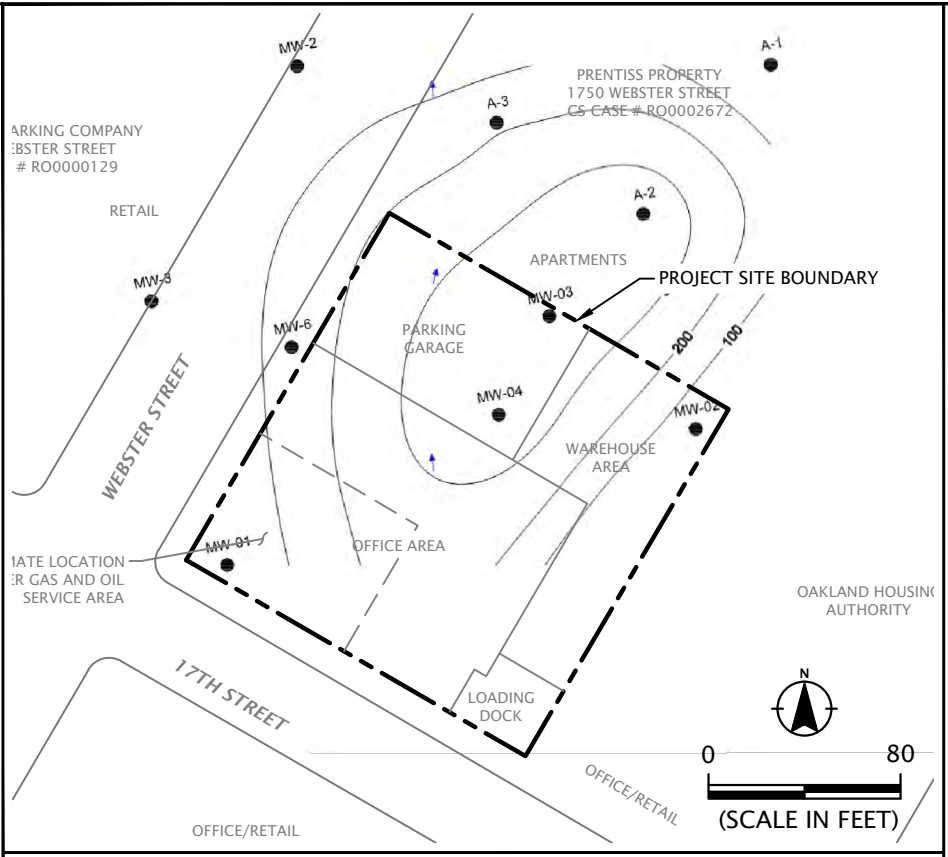 MW-2
A-1
PRENTISS PROPERTY
1750 WEBSTER STREET
CS CASE # RO0002672
A-3
ARKING COMPANY
EBSTER STREET
# RO0000129
RETAIL
A-2
APARTMENTS
PROJECT SITE BOUNDARY
MW-3
MW-03
MW-6
PARKING
GARAGE
200
100
WEBSTER STREET
MW-04
MW-02
WAREHOUSE
AREA
MW-01
OFFICE AREA
MATE LOCATION
ER GAS AND OIL
SERVICE AREA
OAKLAND HOUSING
AUTHORITY
17TH STREET
LOADING
DOCK
N
0 80
(SCALE IN FEET)
OFFICE/RETAIL
OFFICE/RETAIL